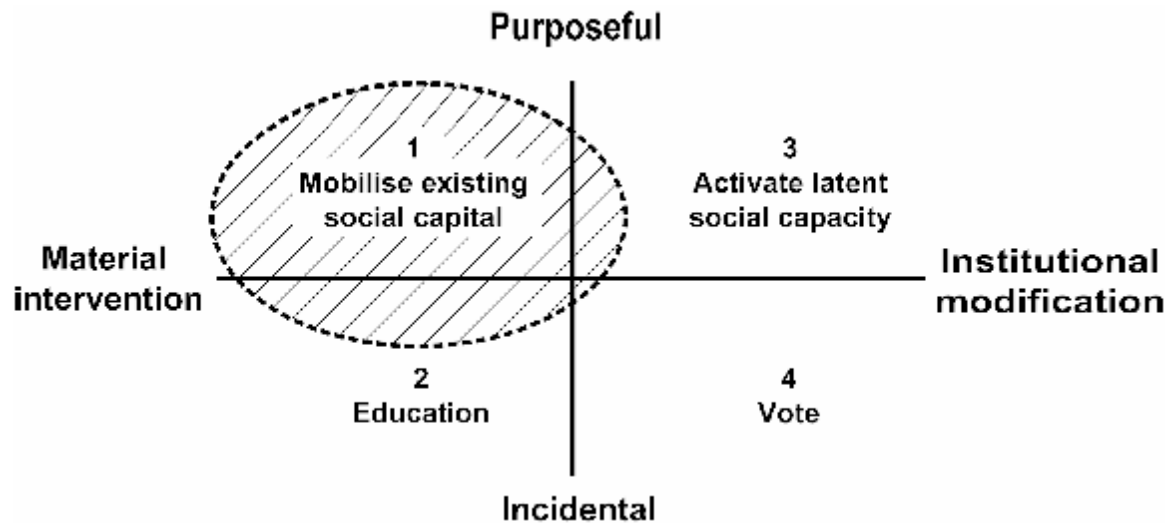 Purposeful
1
Mobilise existing
social capital
3
Activate latent
social capacity
Material
intervention
Institutional
modification
2
Education
4
Vote
Incidental